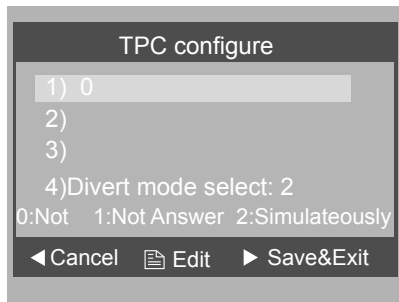 TPC configure
1) 0
2)
3)
4)Divert mode select: 2
0:Not 1:Not Answer 2:Simulateously
◀Cancel Edit ▶ Save&Exit